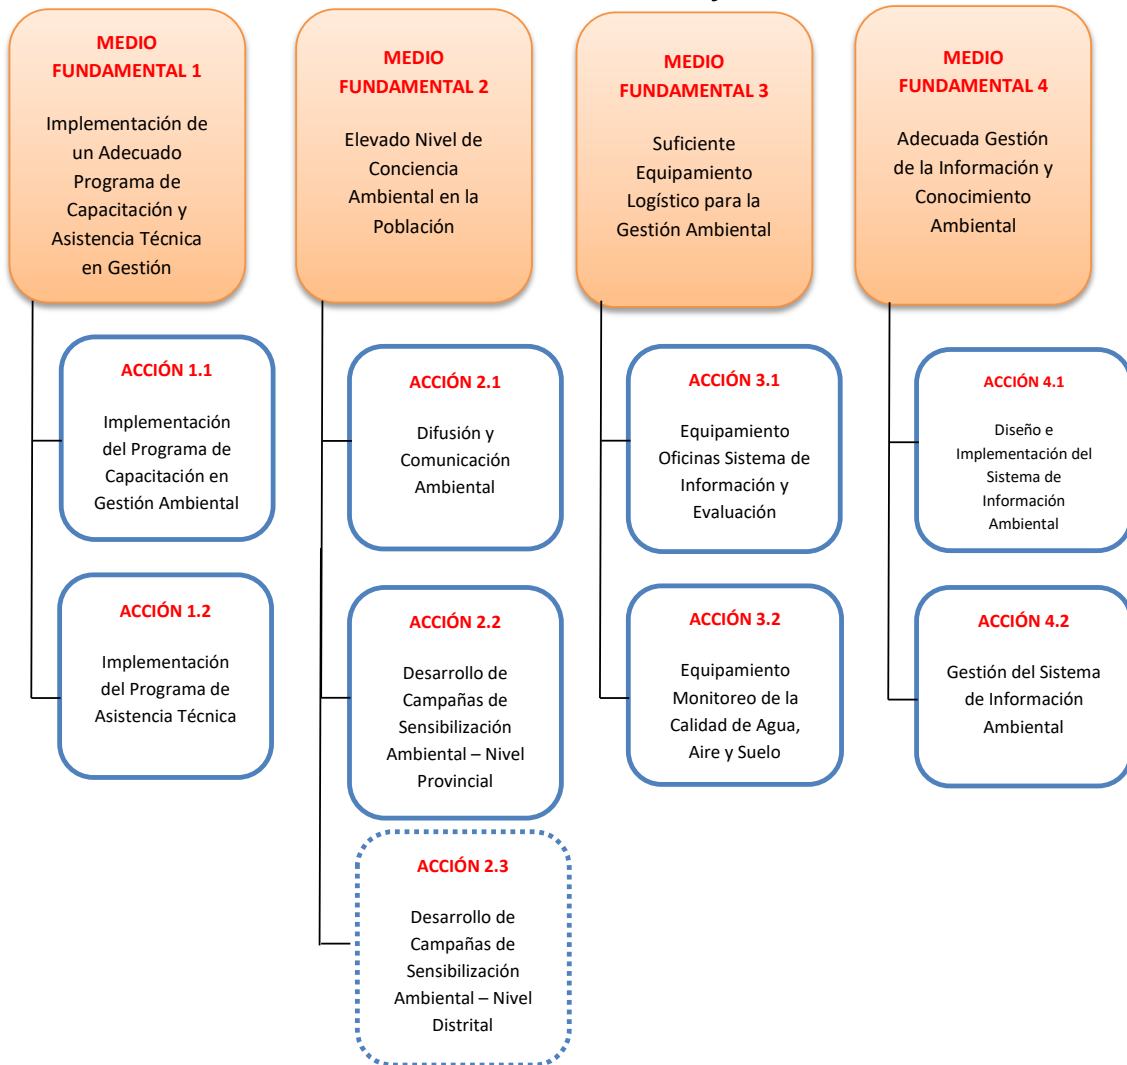 MEDIO
FUNDAMENTAL 1
Implementación de
un Adecuado
Programa de
Capacitación y
Asistencia Técnica
en Gestión
ACCIÓN 1.1
Implementación
del Programa de
Capacitación en
Gestión Ambiental
ACCIÓN 1.2
Implementación
del Programa de
Asistencia Técnica
MEDIO
FUNDAMENTAL 2
Elevado Nivel de
Conciencia
Ambiental en la
Población
ACCIÓN 2.1
Difusión y
Comunicación
Ambiental
ACCIÓN 2.2
Desarrollo de
Campañas de
Sensibilización
Ambiental – Nivel
Provincial
ACCIÓN 2.3
Desarrollo de
Campañas de
Sensibilización
Ambiental – Nivel
Distrital
MEDIO
FUNDAMENTAL 3
Suficiente
Equipamiento
Logístico para la
Gestión Ambiental
ACCIÓN 3.1
Equipamiento
Oficinas Sistema de
Información y
Evaluación
ACCIÓN 3.2
Equipamiento
Monitoreo de la
Calidad de Agua,
Aire y Suelo
MEDIO
FUNDAMENTAL 4
Adecuada Gestión
de la Información y
Conocimiento
Ambiental
ACCIÓN 4.1
Diseño e
Implementación del
Sistema de
Información
Ambiental
ACCIÓN 4.2
Gestión del Sistema
de Información
Ambiental